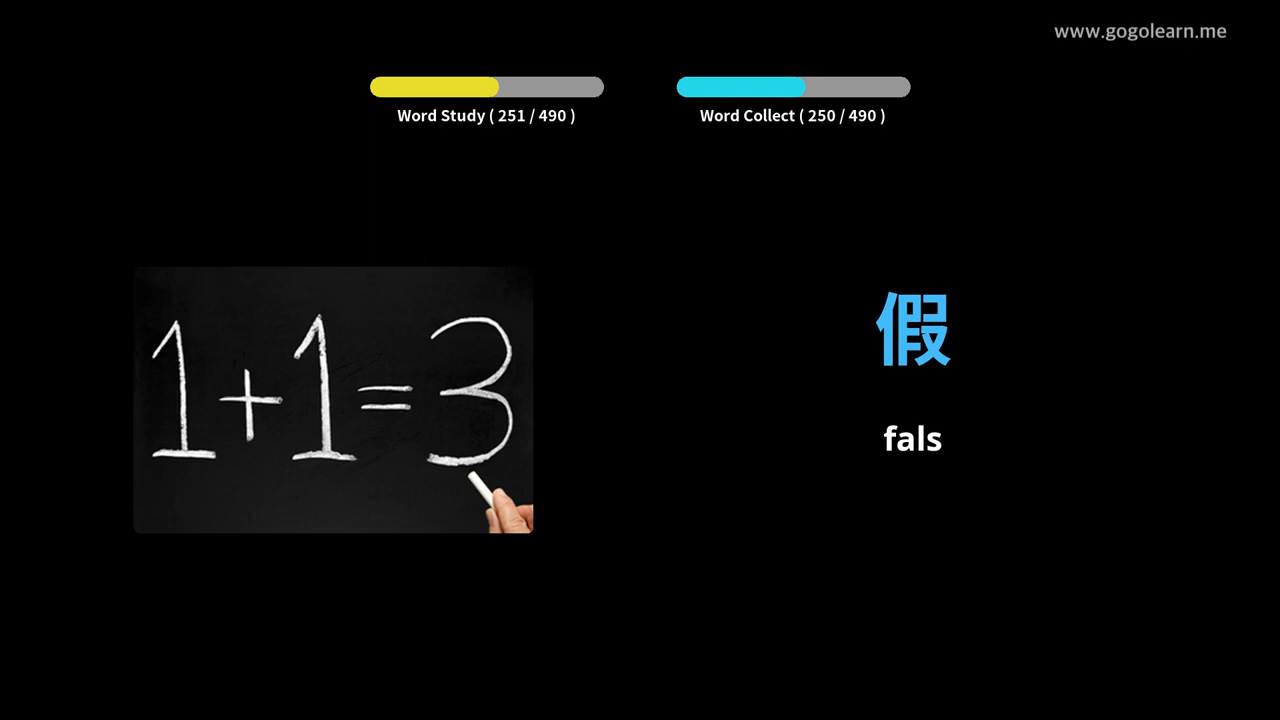 www.gogolearn.me
Word Study ( 251 / 490 )
Word Collect ( 250 / 490 )
1+1=3
假
fals